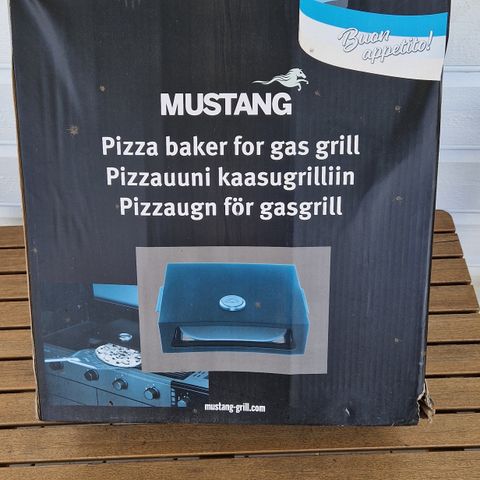 Buon
appetito!
MUSTANG
Pizza baker for gas grill
Pizzauuni kaasugrilliin
Pizzaugn för gasgrill
mustang-grill.com